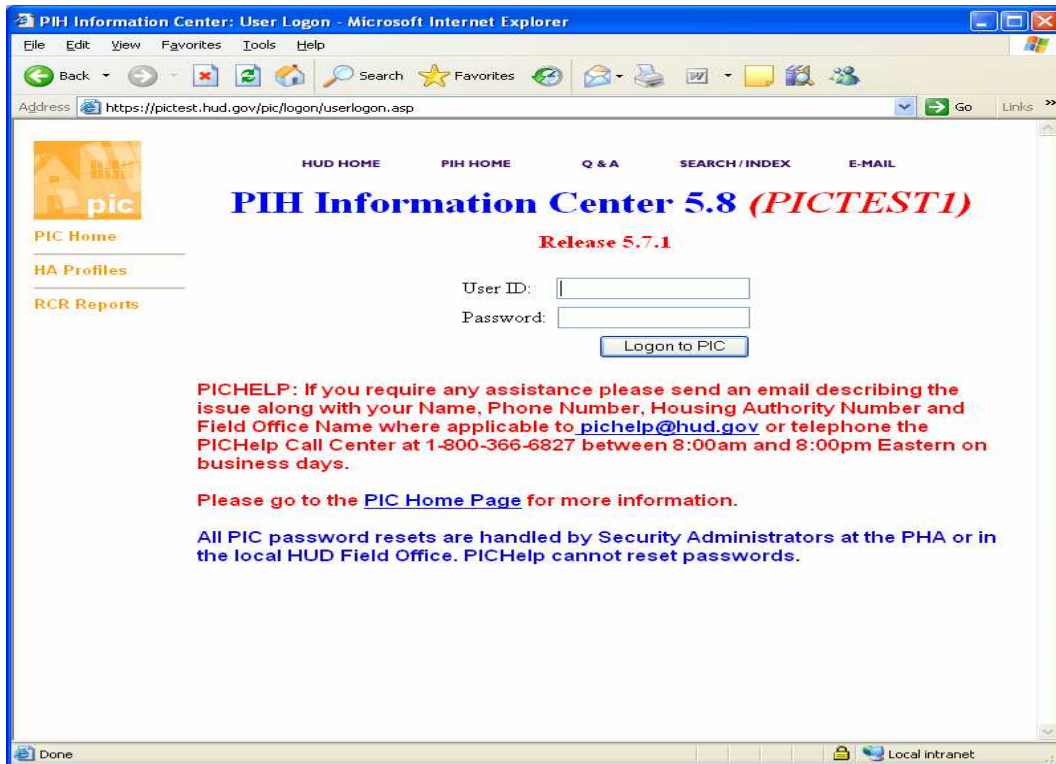 PIH Information Center: User Logon - Microsoft Internet Explorer
File Edit View Favorites Tools Help
Back Search Favorites
Address https://pictest.hud.gov/pic/logon/userlogon.asp Go Links »
pic
HUD HOME PIH HOME Q & A SEARCH / INDEX E-MAIL
PIH Information Center 5.8 (PICTEST1)
Release 5.7.1
PIC Home
HA Profiles
RCR Reports
User ID:
Password:
Logon to PIC
PICHELP: If you require any assistance please send an email describing the
issue along with your Name, Phone Number, Housing Authority Number and
Field Office Name where applicable to pichelp@hud.gov or telephone the
PICHelp Call Center at 1-800-366-6827 between 8:00am and 8:00pm Eastern on
business days.
Please go to the PIC Home Page for more information.
All PIC password resets are handled by Security Administrators at the PHA or in
the local HUD Field Office. PICHelp cannot reset passwords.
Done Local intranet